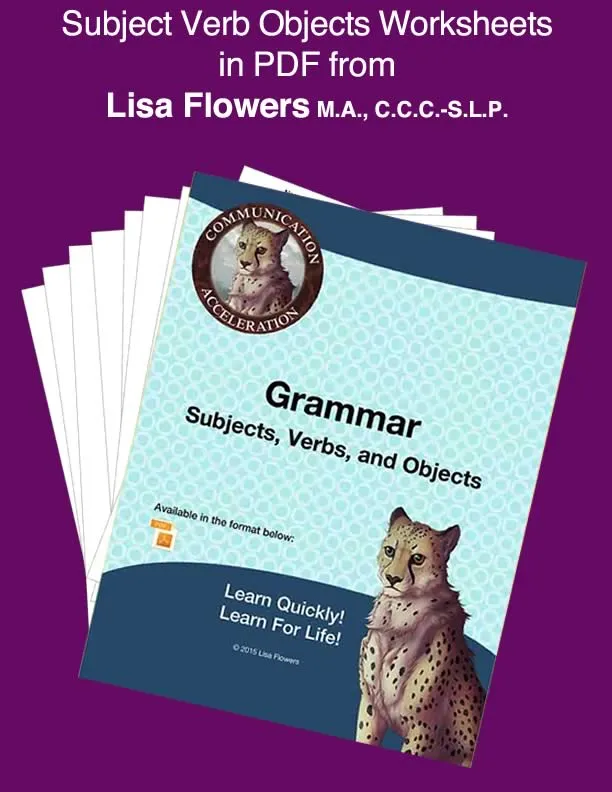 Subject Verb Objects Worksheets
in PDF from
Lisa Flowers M.A., C.C.C.-S.L.P.
COMMUNICATION
ACCELERATION
Grammar
Subjects, Verbs, and Objects
Available in the format below:
PDF
Learn Quickly!
Learn For Life!
© 2015 Lisa Flowers